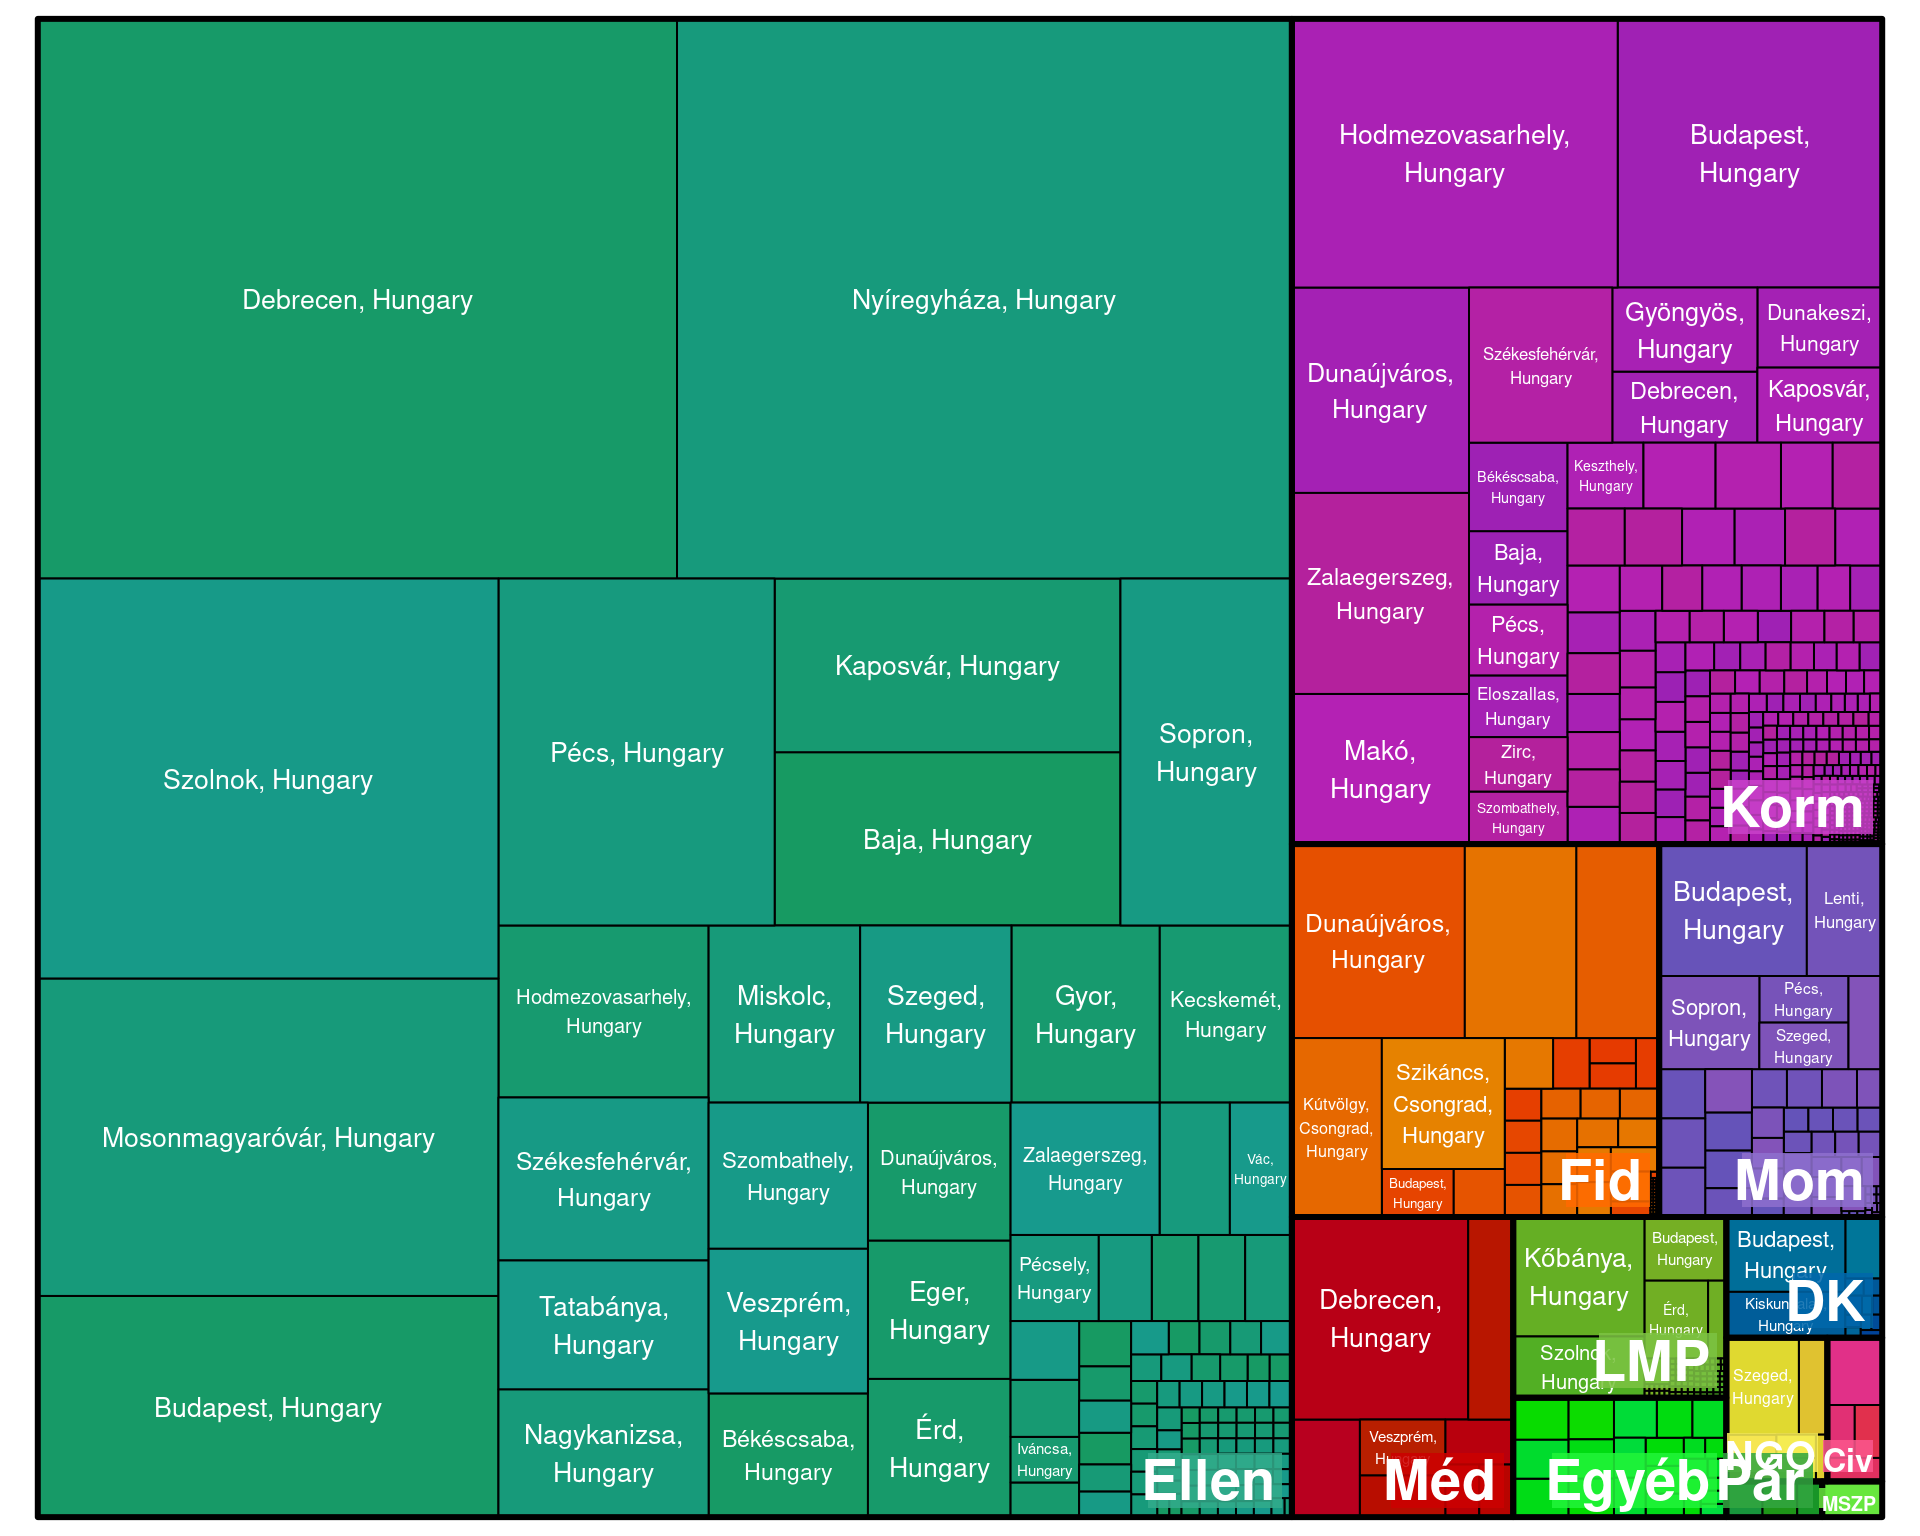 Debrecen, Hungary
Nyíregyháza, Hungary
Szolnok, Hungary
Mosonmagyaróvár, Hungary
Budapest, Hungary
Pécs, Hungary
Kaposvár, Hungary
Baja, Hungary
Sopron,
Hungary
Hodmezovasarhely,
Hungary
Miskolc,
Hungary
Szeged,
Hungary
Gyor,
Hungary
Kecskemét,
Hungary
Székesfehérvár,
Hungary
Tatabánya,
Hungary
Nagykanizsa,
Hungary
Szombathely,
Hungary
Veszprém,
Hungary
Békéscsaba,
Hungary
Dunaújváros,
Hungary
Eger,
Hungary
Érd,
Hungary
Zalaegerszeg,
Hungary
Vác,
Hungary
Pécsely,
Hungary
Iváncsa,
Hungary
Ellen
Hodmezovasarhely,
Hungary
Budapest,
Hungary
Dunaújváros,
Hungary
Zalaegerszeg,
Hungary
Makó,
Hungary
Székesfehérvár,
Hungary
Gyöngyös,
Hungary
Dunakeszi,
Hungary
Debrecen,
Hungary
Kaposvár,
Hungary
Békéscsaba,
Hungary
Keszthely,
Hungary
Baja,
Hungary
Pécs,
Hungary
Eloszallas,
Hungary
Zirc,
Hungary
Szombathely,
Hungary
Korm
Dunaújváros,
Hungary
Kútvölgy,
Csongrad,
Hungary
Szikáncs,
Csongrad,
Hungary
Budapest,
Hungary
Fid
Budapest,
Hungary
Lenti,
Hungary
Sopron,
Hungary
Pécs,
Hungary
Szeged,
Hungary
Mom
Debrecen,
Hungary
Veszprém,
Méd
Kőbánya,
Hungary
Budapest,
Hungary
Érd,
Hungary
Szolnok,
Hungary
LMP
Budapest,
Hungary
Hungary
DK
Szeged,
Hungary
NGO
Civ
Egyéb
Pár
MSZP